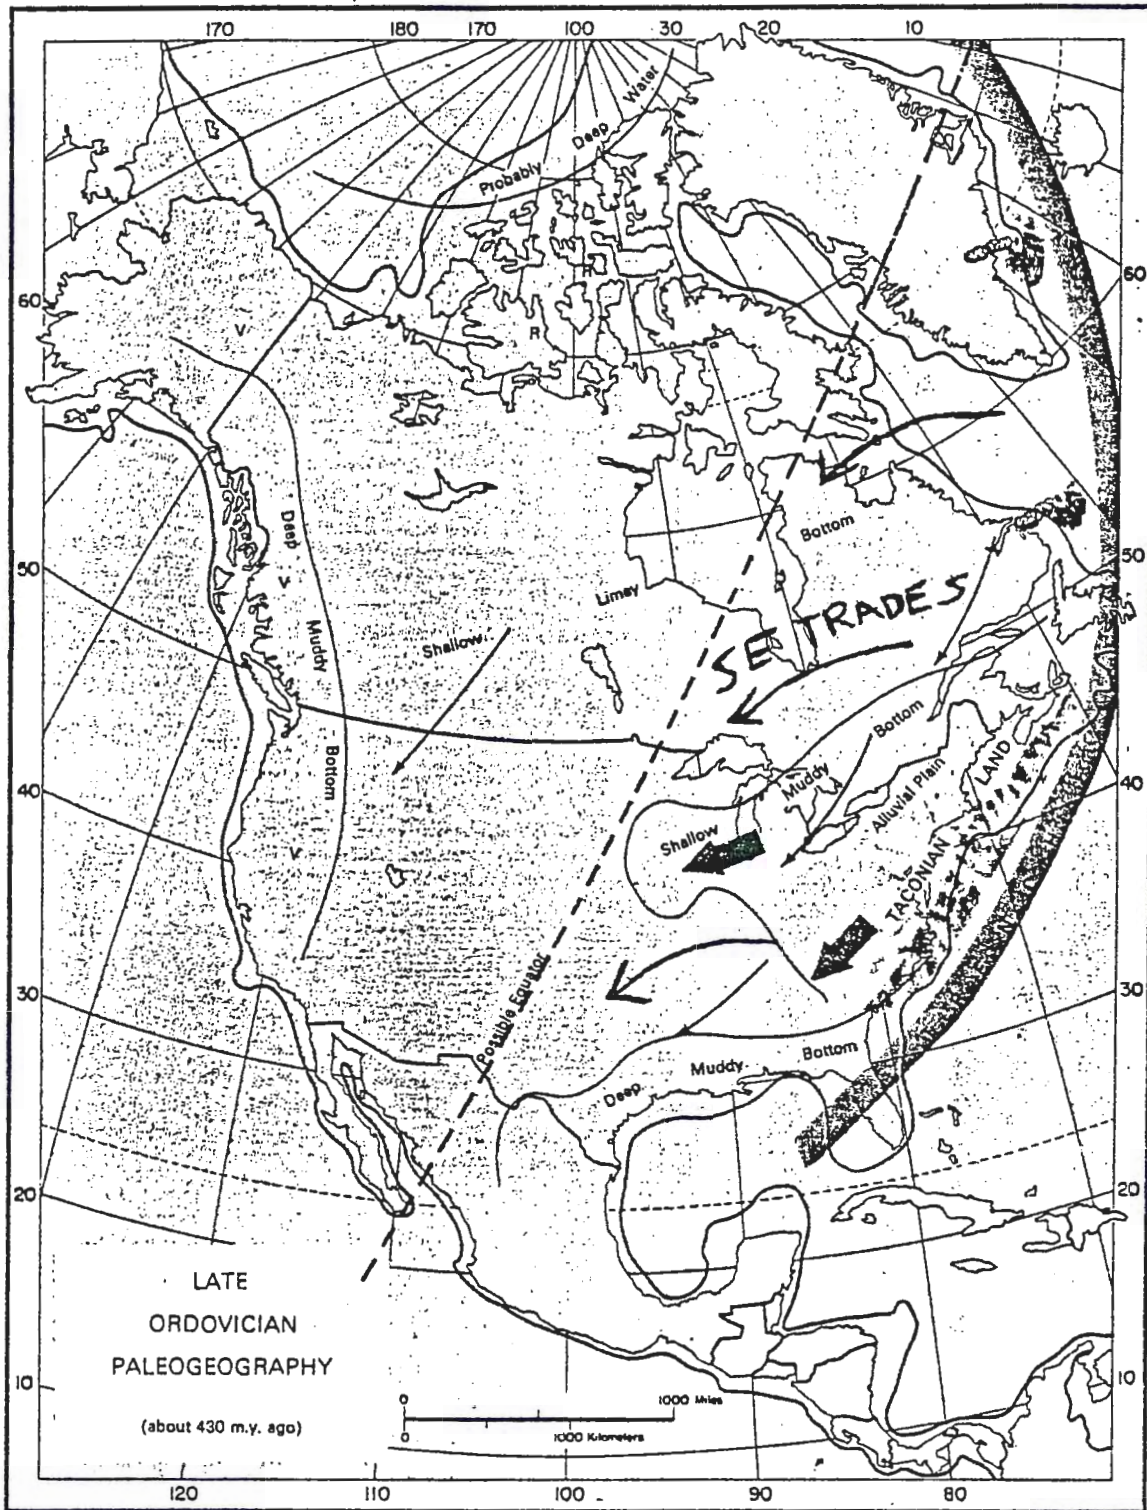 170 180 170 100 30 20 10
Probably Deep Water
R
R
60
60
V
Deep
V
Muddy
Bottom
V
50
50
Bottom
Limey
Shallow
SE TRADES
Bottom
Muddy
Shallow
Alluvial Plain
TACONIAN LAND
40
40
Possible Equator
30
30
Deep Muddy Bottom
20
20
LATE
ORDOVICIAN
PALEOGEOGRAPHY
(about 430 m.y. ago)
0 1000 Miles
0 1000 Kilometers
10
10
120 110 100 90 80